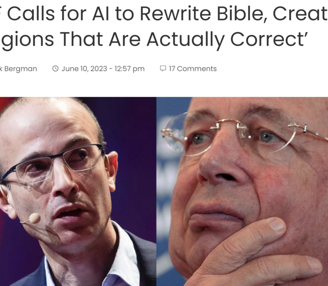 Calls for AI to Rewrite Bible, Creat
gions That Are Actually Correct’
k Bergman June 10, 2023 - 12:57 pm 17 Comments